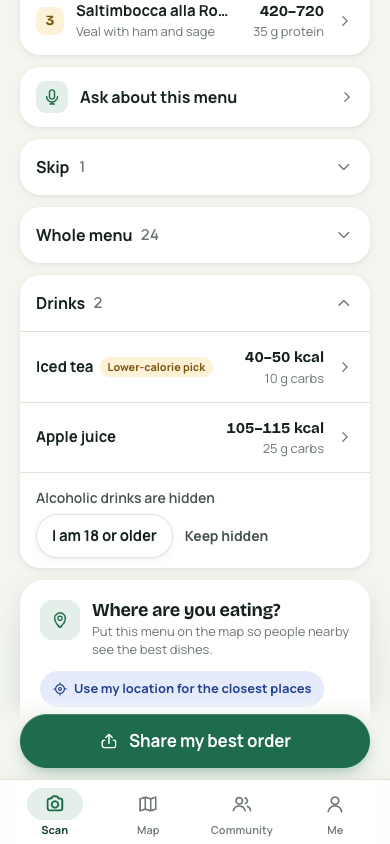 3
Saltimbocca alla Ro...
420–720
Veal with ham and sage
35 g protein
Ask about this menu
Skip 1
Whole menu 24
Drinks 2
Iced tea
Lower-calorie pick
40–50 kcal
10 g carbs
Apple juice
105–115 kcal
25 g carbs
Alcoholic drinks are hidden
I am 18 or older
Keep hidden
Where are you eating?
Put this menu on the map so people nearby
see the best dishes.
Use my location for the closest places
Share my best order
Scan
Map
Community
Me